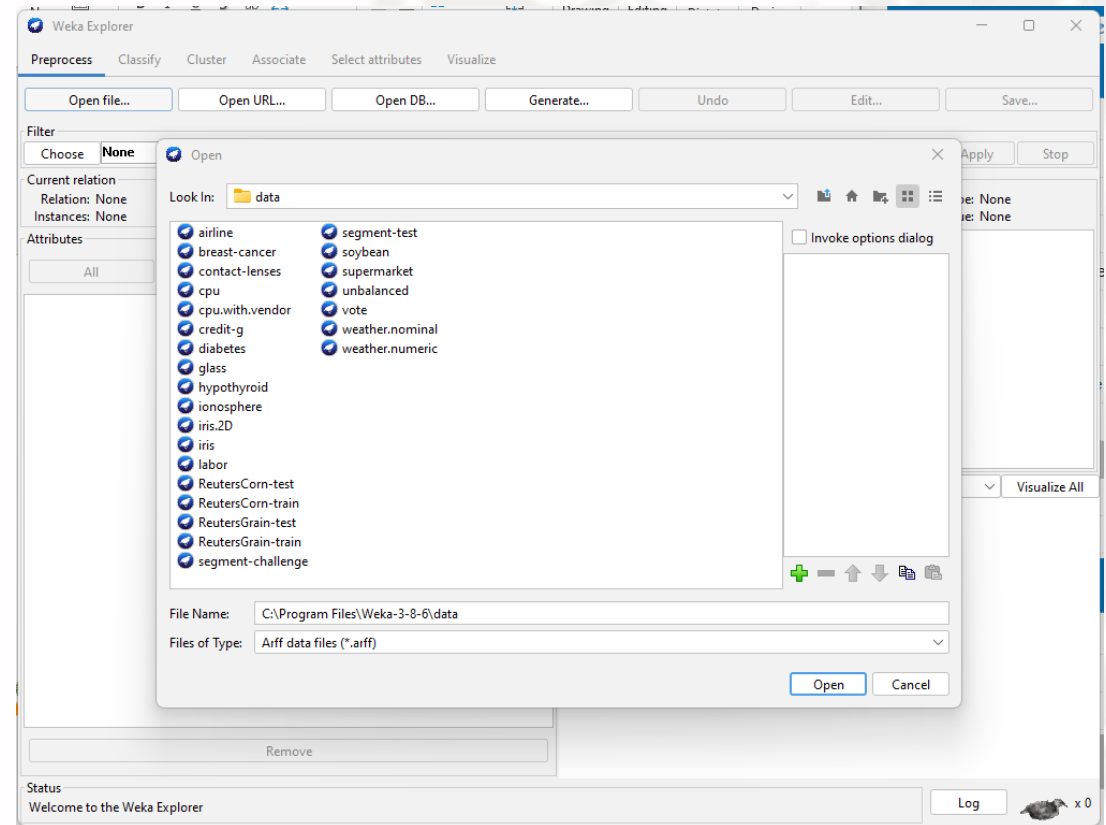 Weka Explorer
Preprocess Classify Cluster Associate Select attributes Visualize
Open file... Open URL... Open DB... Generate... Undo Edit... Save...
Filter
Choose None Apply Stop
Current relation
Relation: None
Instances: None
Attributes
All
Open
Look In: data
airline
breast-cancer
contact-lenses
cpu
cpu.with.vendor
credit-g
diabetes
glass
hypothyroid
ionosphere
iris.2D
iris
labor
ReutersCorn-test
ReutersCorn-train
ReutersGrain-test
ReutersGrain-train
segment-challenge
segment-test
soybean
supermarket
unbalanced
vote
weather.nominal
weather.numeric
Invoke options dialog
File Name: C:\Program Files\Weka-3-8-6\data
Files of Type: Arff data files (*.arff)
Open Cancel
pe: None
ue: None
Visualize All
Remove
Status
Welcome to the Weka Explorer
Log x 0